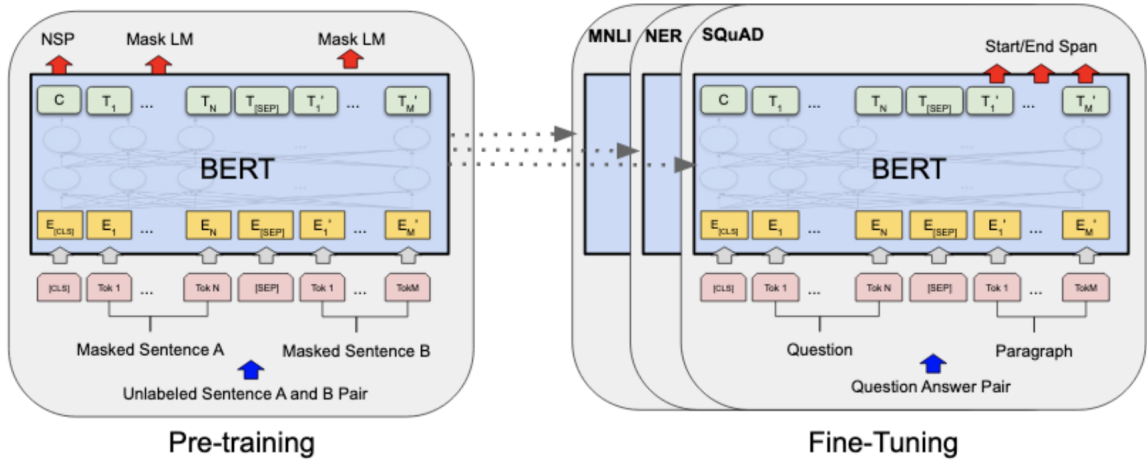 NSP Mask LM Mask LM
C T1 ... TN T[SEP] T1' ... TM'
...
BERT
...
E[CLS] E1 ... EN E[SEP] E1' ... EM'
[CLS] Tok 1 ... Tok N [SEP] Tok 1 ... TokM
Masked Sentence A Masked Sentence B
Unlabeled Sentence A and B Pair
Pre-training
MNLI NER SQuAD
Start/End Span
C T1 ... TN T[SEP] T1' ... TM'
...
BERT
...
E[CLS] E1 ... EN E[SEP] E1' ... EM'
[CLS] Tok 1 ... Tok N [SEP] Tok 1 ... TokM
Question Paragraph
Question Answer Pair
Fine-Tuning